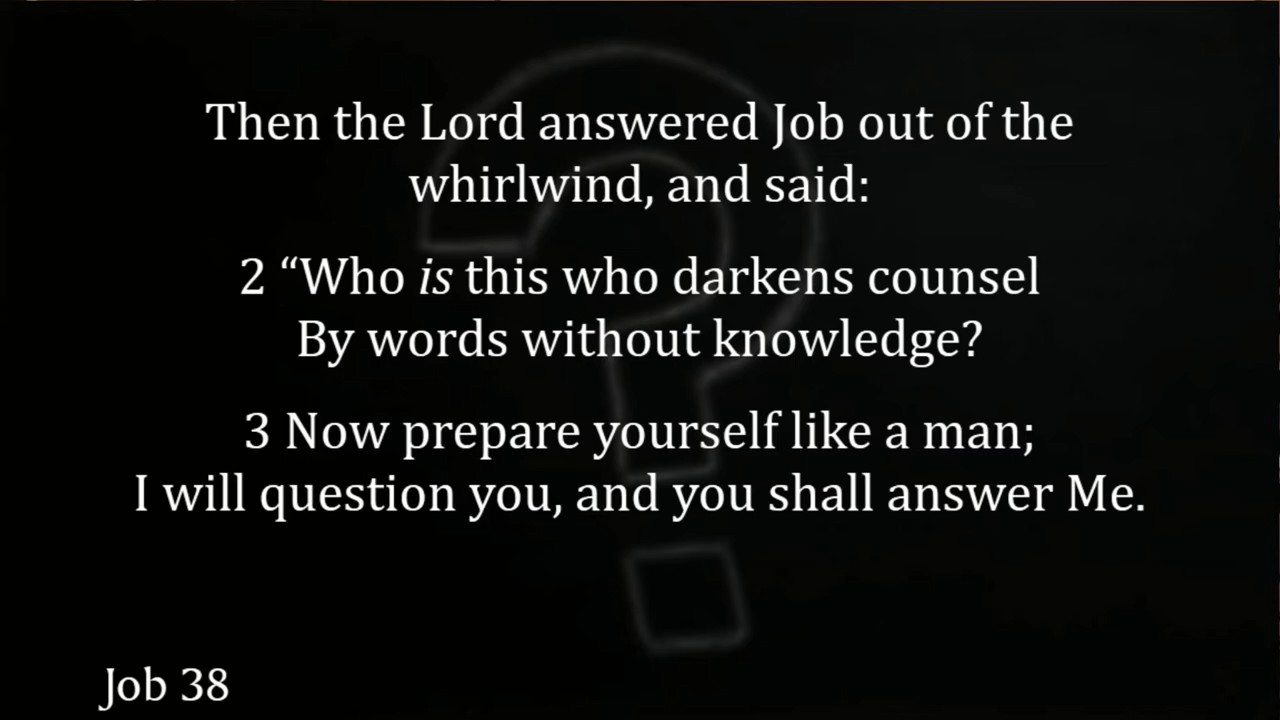 Then the Lord answered Job out of the
whirlwind, and said:
2 “Who is this who darkens counsel
By words without knowledge?
3 Now prepare yourself like a man;
I will question you, and you shall answer Me.
Job 38